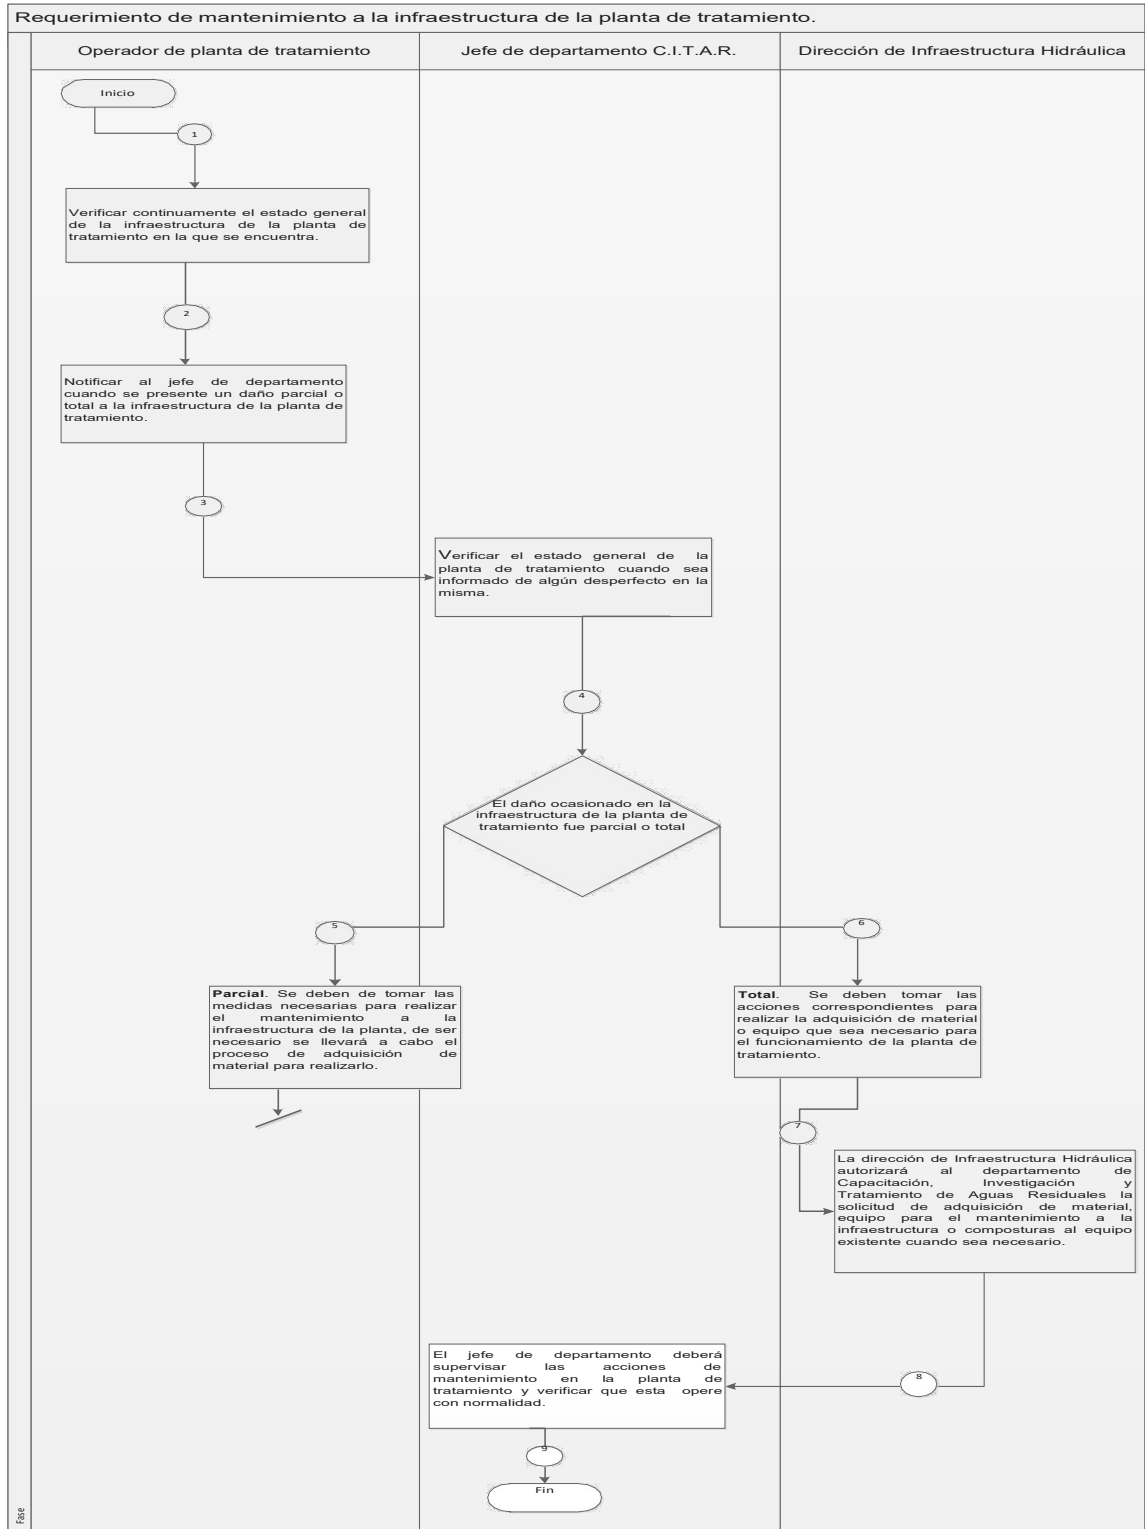 Requerimiento de mantenimiento a la infraestructura de la planta de tratamiento.
Operador de planta de tratamiento
Jefe de departamento C.I.T.A.R.
Dirección de Infraestructura Hidráulica
Inicio
1
Verificar continuamente el estado general
de la infraestructura de la planta de
tratamiento en la que se encuentra.
2
Notificar al jefe de departamento
cuando se presente un daño parcial o
total a la infraestructura de la planta de
tratamiento.
3
Verificar el estado general de la
planta de tratamiento cuando sea
informado de algún desperfecto en la
misma.
4
El daño ocasionado en la
infraestructura de la planta de
tratamiento fue parcial o total
5
6
Parcial. Se deben de tomar las
medidas necesarias para realizar
el mantenimiento a la
infraestructura de la planta, de ser
necesario se llevará a cabo el
proceso de adquisición de
material para realizarlo.
Total. Se deben tomar las
acciones correspondientes para
realizar la adquisición de material
o equipo que sea necesario para
el funcionamiento de la planta de
tratamiento.
7
La dirección de Infraestructura Hidráulica
autorizará al departamento de
Capacitación, Investigación y
Tratamiento de Aguas Residuales la
solicitud de adquisición de material,
equipo para el mantenimiento a la
infraestructura o composturas al equipo
existente cuando sea necesario.
8
El jefe de departamento deberá
supervisar las acciones de
mantenimiento en la planta de
tratamiento y verificar que esta opere
con normalidad.
9
Fin
Fase